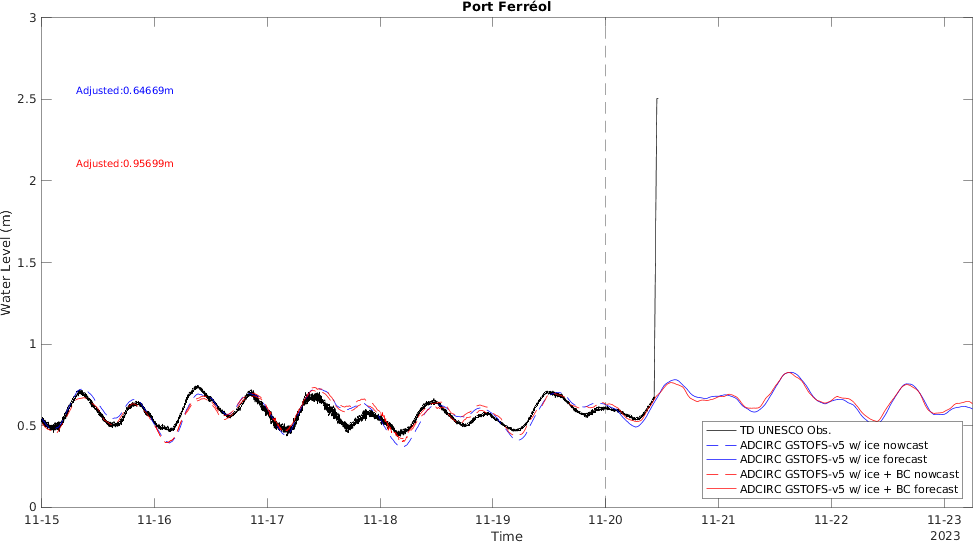 Port Ferréol
Water Level (m)
3
2.5
2
1.5
1
0.5
0
Adjusted:0.64669m
Adjusted:0.95699m
TD UNESCO Obs.
ADCIRC GSTOFS-v5 w/ ice nowcast
ADCIRC GSTOFS-v5 w/ ice forecast
ADCIRC GSTOFS-v5 w/ ice + BC nowcast
ADCIRC GSTOFS-v5 w/ ice + BC forecast
11-15 11-16 11-17 11-18 11-19 11-20 11-21 11-22 11-23
Time
2023